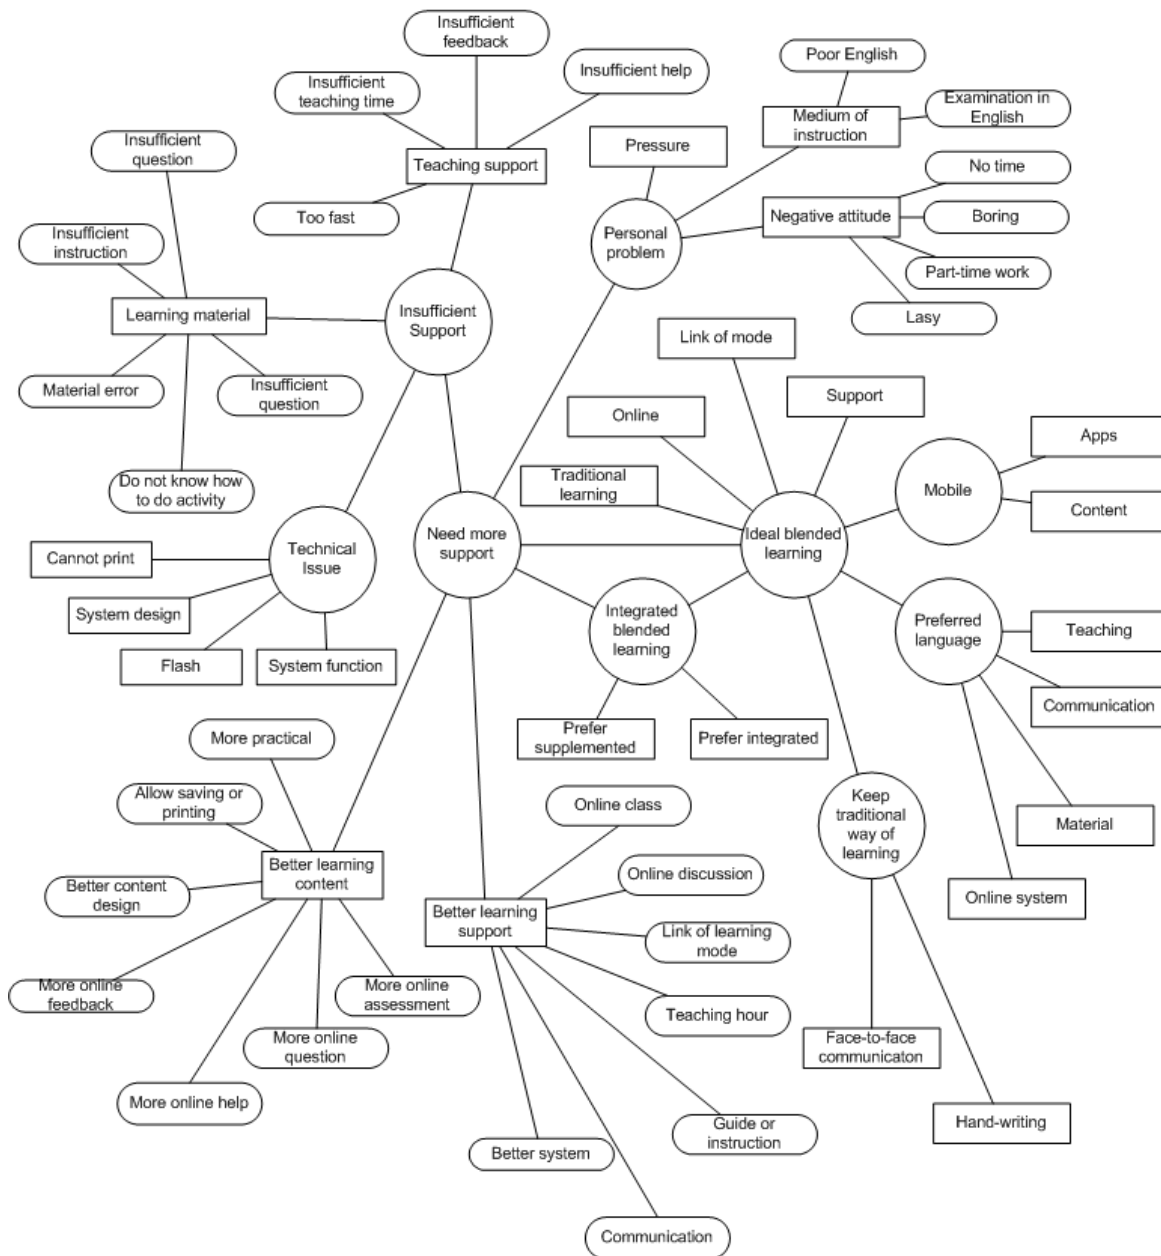 Insufficient
feedback
Poor English
Insufficient help
Insufficient
teaching time
Examination in
English
Medium of
instruction
Insufficient
question
Pressure
Teaching support
No time
Too fast
Negative attitude
Boring
Personal
problem
Insufficient
instruction
Part-time work
Learning material
Insufficient
Support
Lasy
Link of mode
Material error
Insufficient
question
Support
Online
Apps
Traditional
learning
Mobile
Do not know how
to do activity
Content
Need more
support
Ideal blended
learning
Technical
Issue
Cannot print
System design
Integrated
blended
learning
Preferred
language
Teaching
Flash
System function
Communication
More practical
Prefer
supplemented
Prefer integrated
Allow saving or
printing
Online class
Keep
traditional
way of
learning
Material
Better learning
content
Online discussion
Better content
design
Online system
Better learning
support
Link of learning
mode
More online
feedback
More online
assessment
Teaching hour
More online
question
Face-to-face
communicaton
More online help
Hand-writing
Guide or
instruction
Better system
Communication